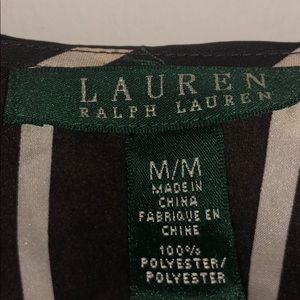 LAUREN
RALPH LAUREN
M/M
MADE IN
CHINA
FABRIQUE EN
CHINE
100%
POLYESTER/
POLYESTER